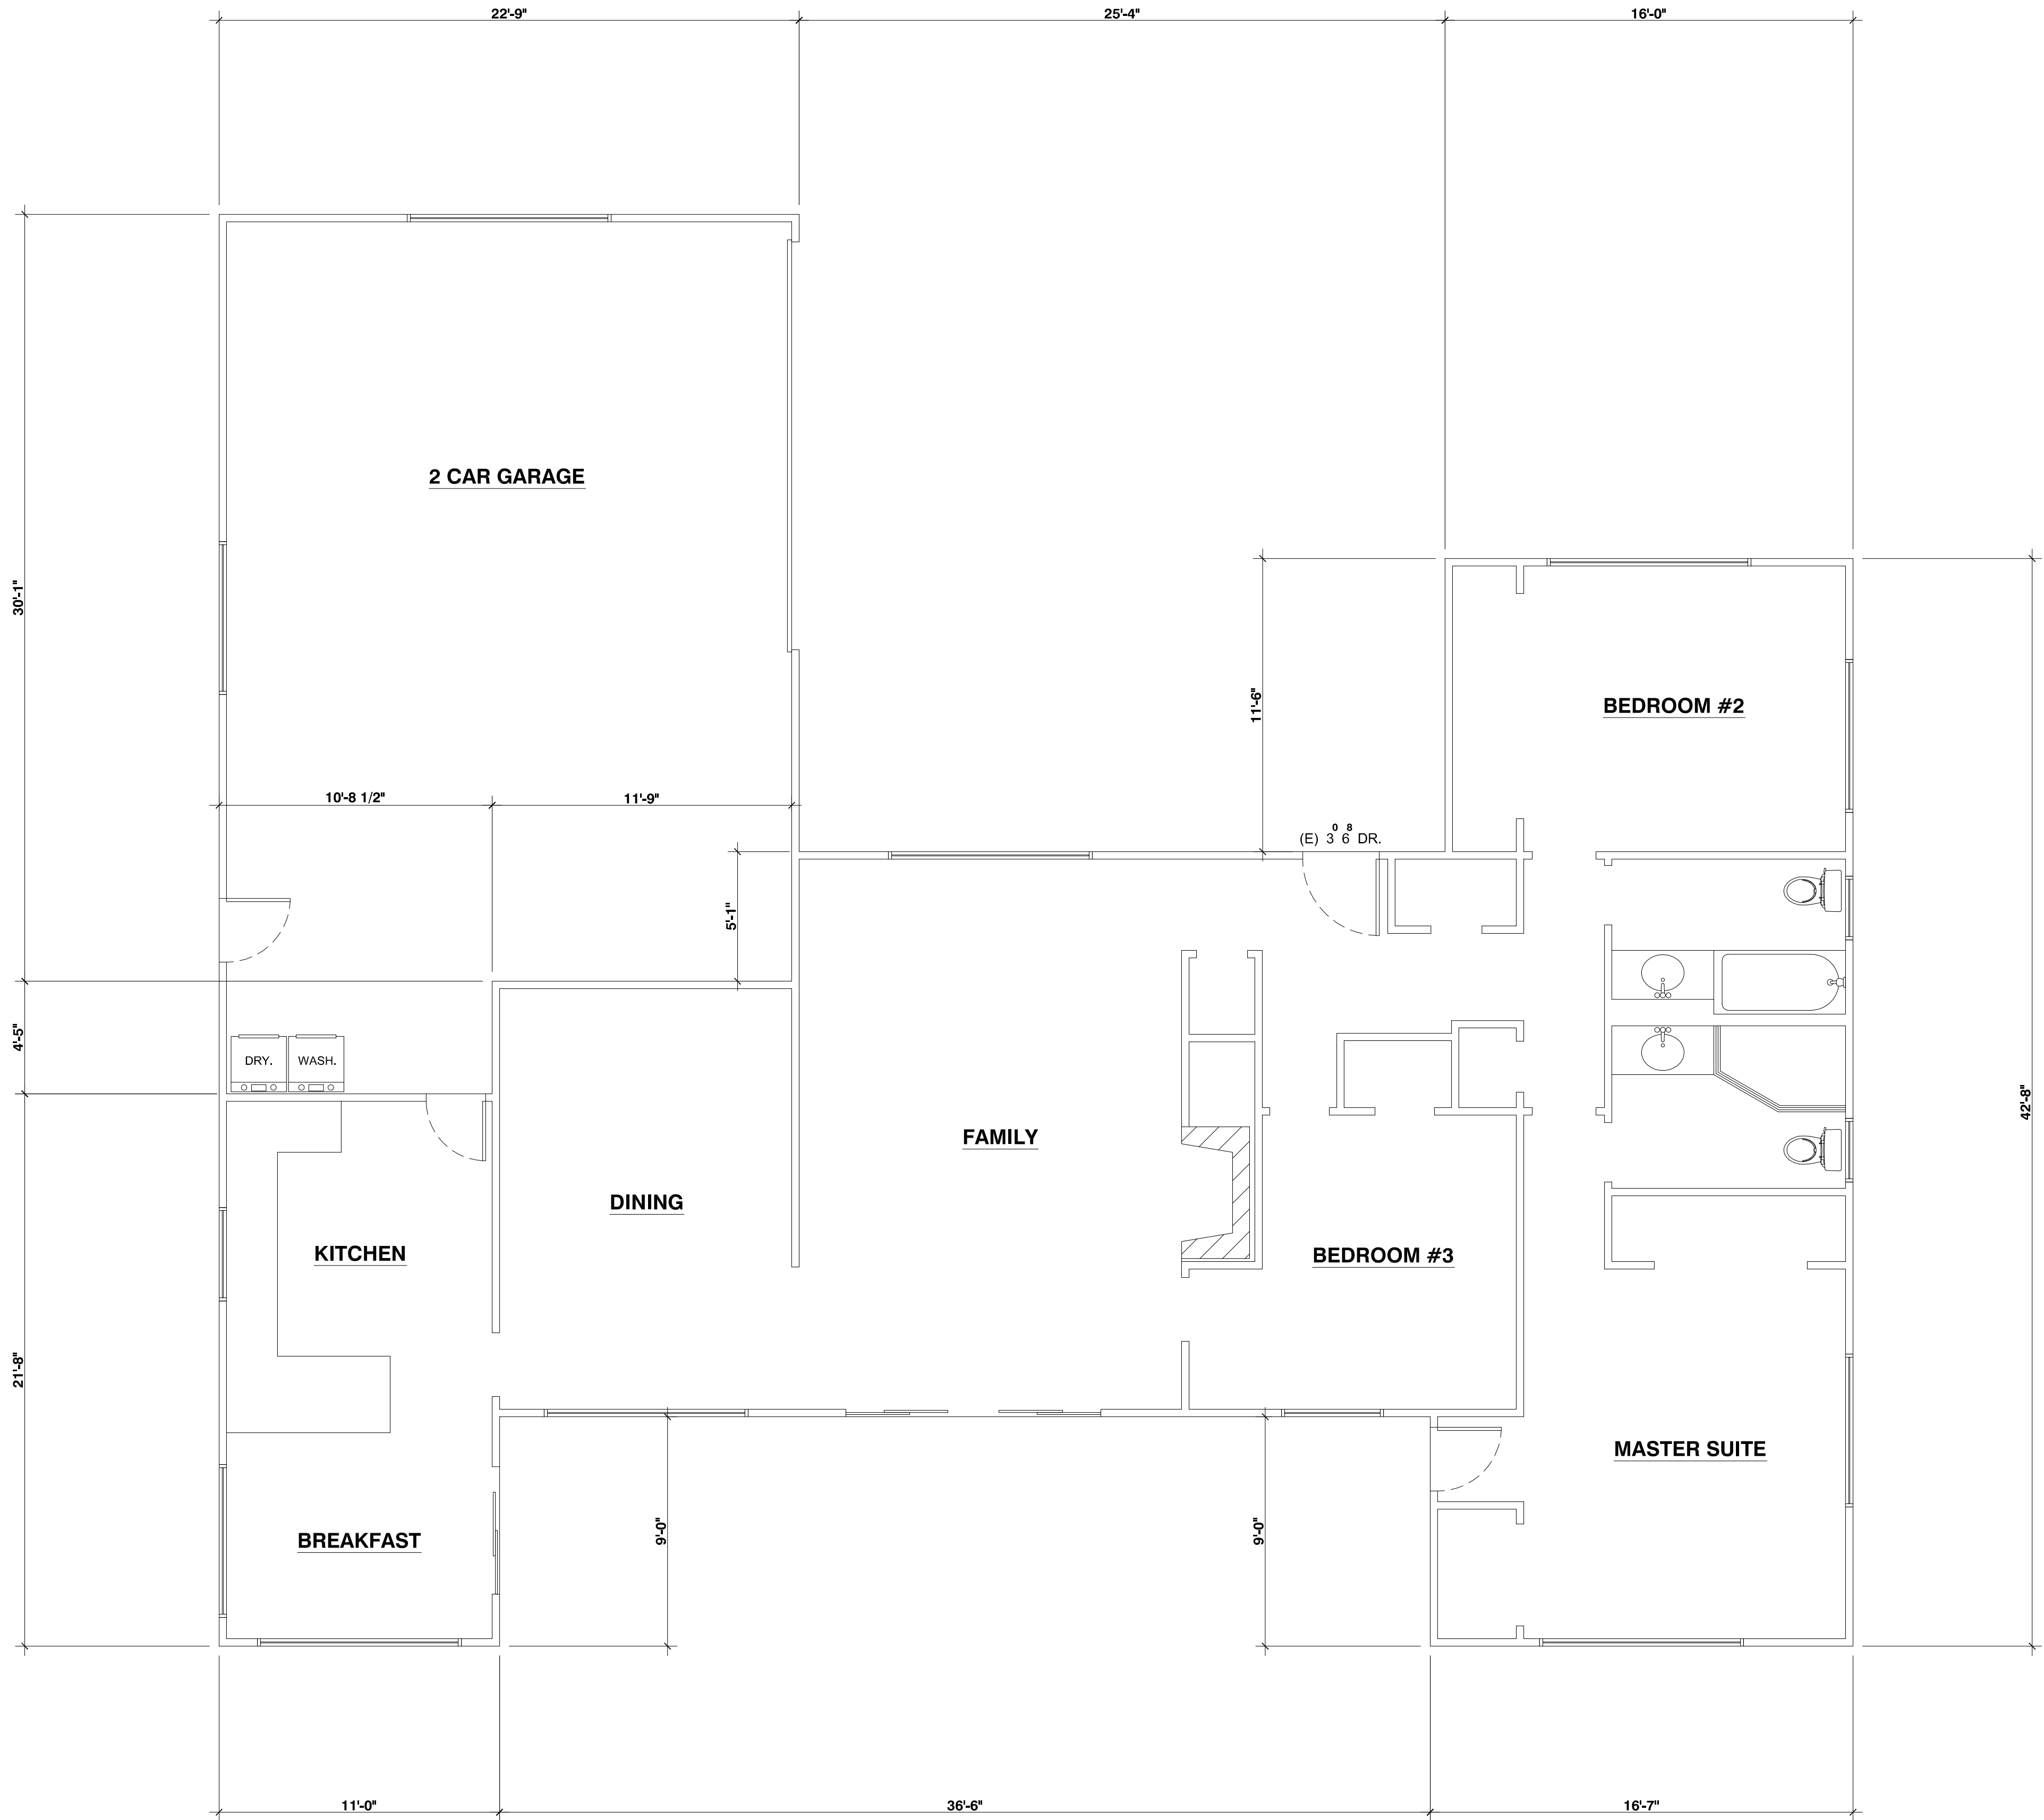 22'-9"
25'-4"
16'-0"
2 CAR GARAGE
30'-1"
11'-6"
BEDROOM #2
10'-8 1/2"
11'-9"
0 8
(E) 3 6 DR.
5'-1"
4'-5"
DRY.
WASH.
42'-8"
FAMILY
DINING
KITCHEN
BEDROOM #3
21'-8"
MASTER SUITE
BREAKFAST
9'-0"
9'-0"
11'-0"
36'-6"
16'-7"